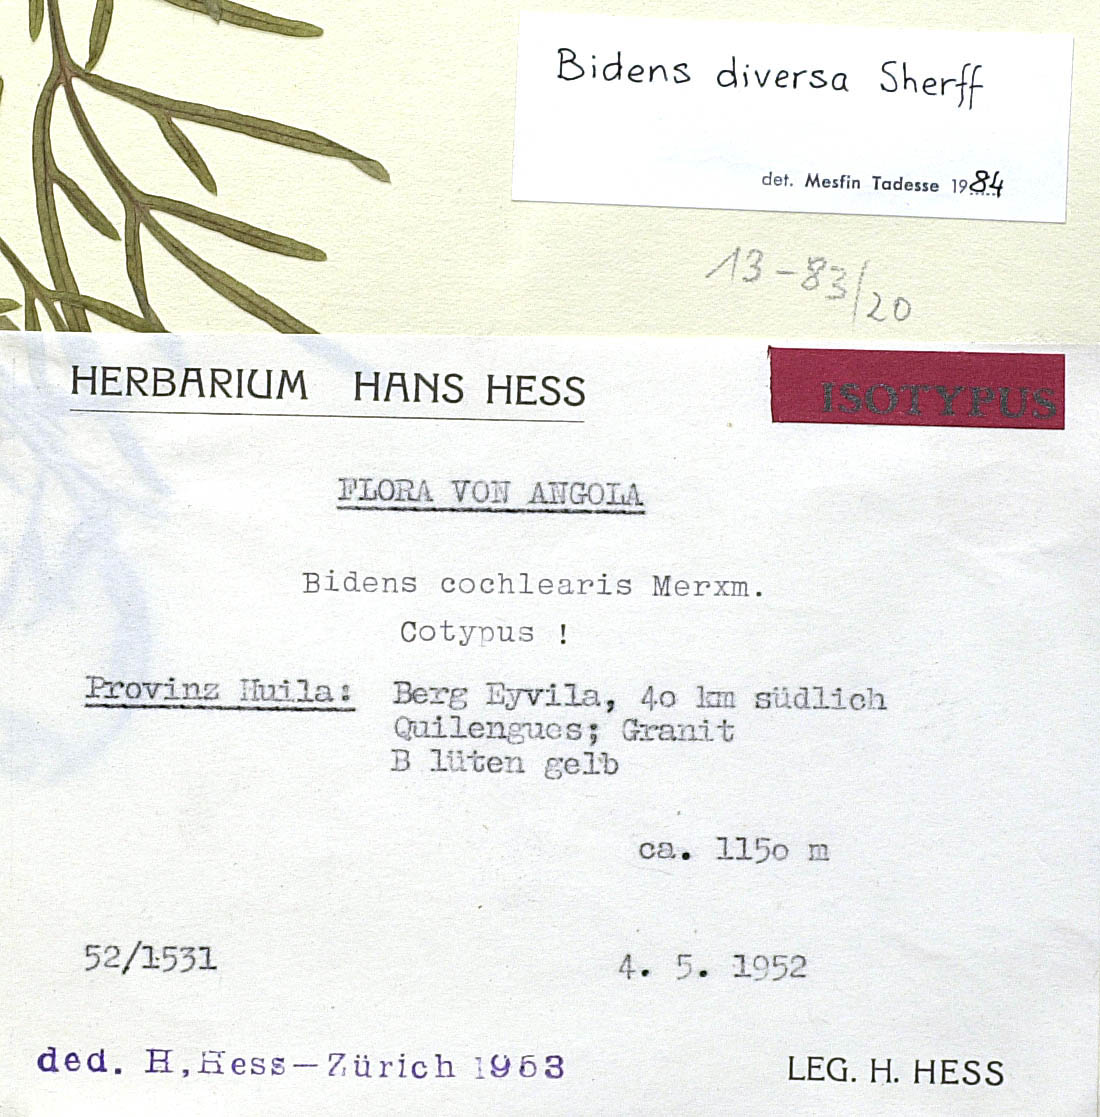 Bidens diversa Sherff
det. Mesfin Tadesse 1984
13-83/20
HERBARIUM HANS HESS
ISOTYPUS
FLORA VON ANGOLA
Bidens cochlearis Merxm.
Cotypus !
Provinz Huila: Berg Eyvila, 40 km südlich
Quilengues; Granit
B lüten gelb
ca. 1150 m
52/1531
4. 5. 1952
ded. H, Hess-Zürich 1963
LEG. H. HESS